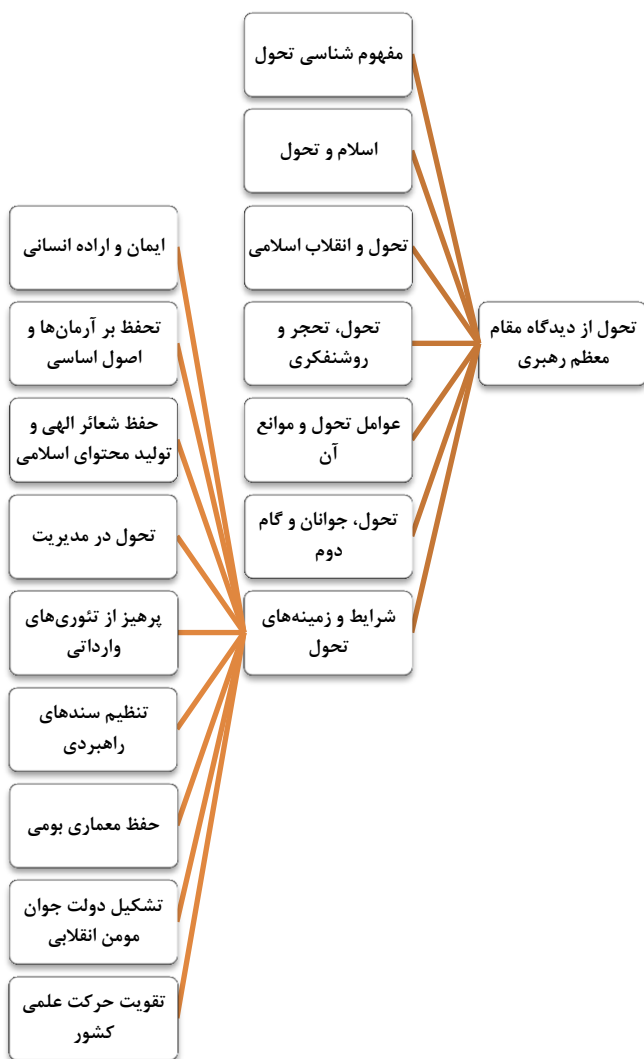 تحول از دیدگاه مقام
معظم رهبری
مفهوم شناسی تحول
اسلام و تحول
تحول و انقلاب اسلامی
تحول، تحجر و
روشنفکری
عوامل تحول و موانع
آن
تحول، جوانان و گام
دوم
شرایط و زمینه‌های
تحول
ایمان و اراده انسانی
تحفظ بر آرمان‌ها و
اصول اساسی
حفظ شعائر الهی و
تولید محتوای اسلامی
تحول در مدیریت
پرهیز از تئوری‌های
وارداتی
تنظیم سندهای
راهبردی
حفظ معماری بومی
تشکیل دولت جوان
مومن انقلابی
تقویت حرکت علمی
کشور